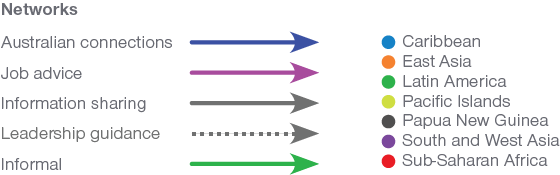 Networks
Australian connections
Job advice
Information sharing
Leadership guidance
Informal
Caribbean
East Asia
Latin America
Pacific Islands
Papua New Guinea
South and West Asia
Sub-Saharan Africa